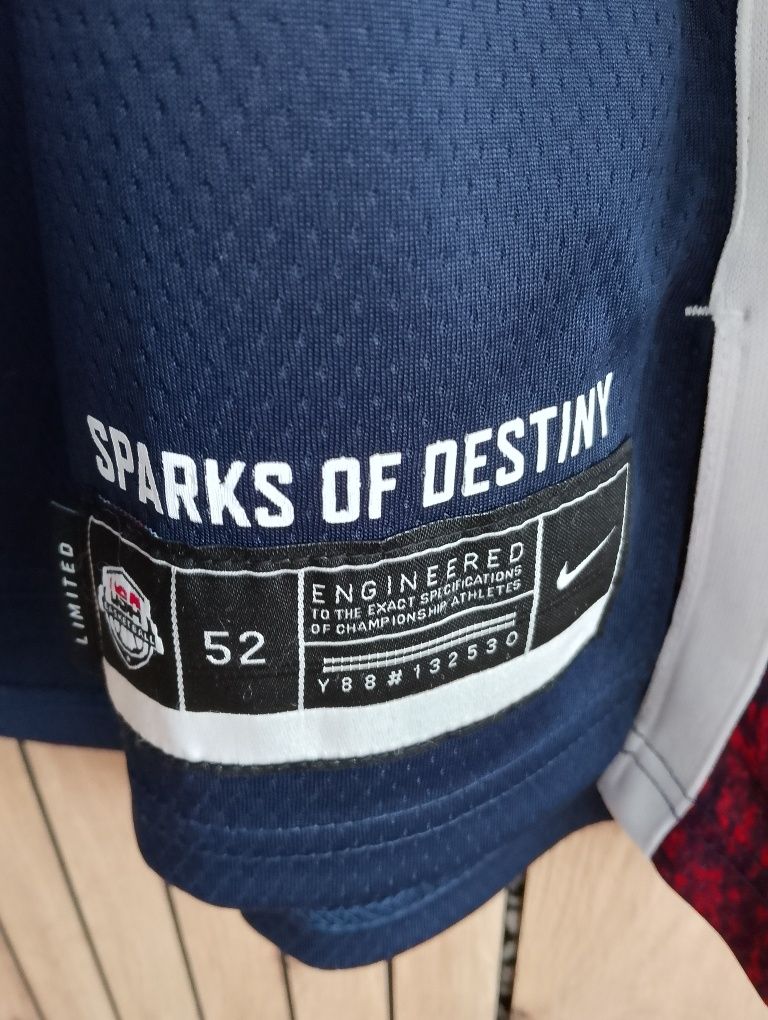 SPARKS OF DESTINY
LIMITED
USA
BASKETBALL
52
ENGINEERED
TO THE EXACT SPECIFICATIONS
OF CHAMPIONSHIP ATHLETES
Y88#132530